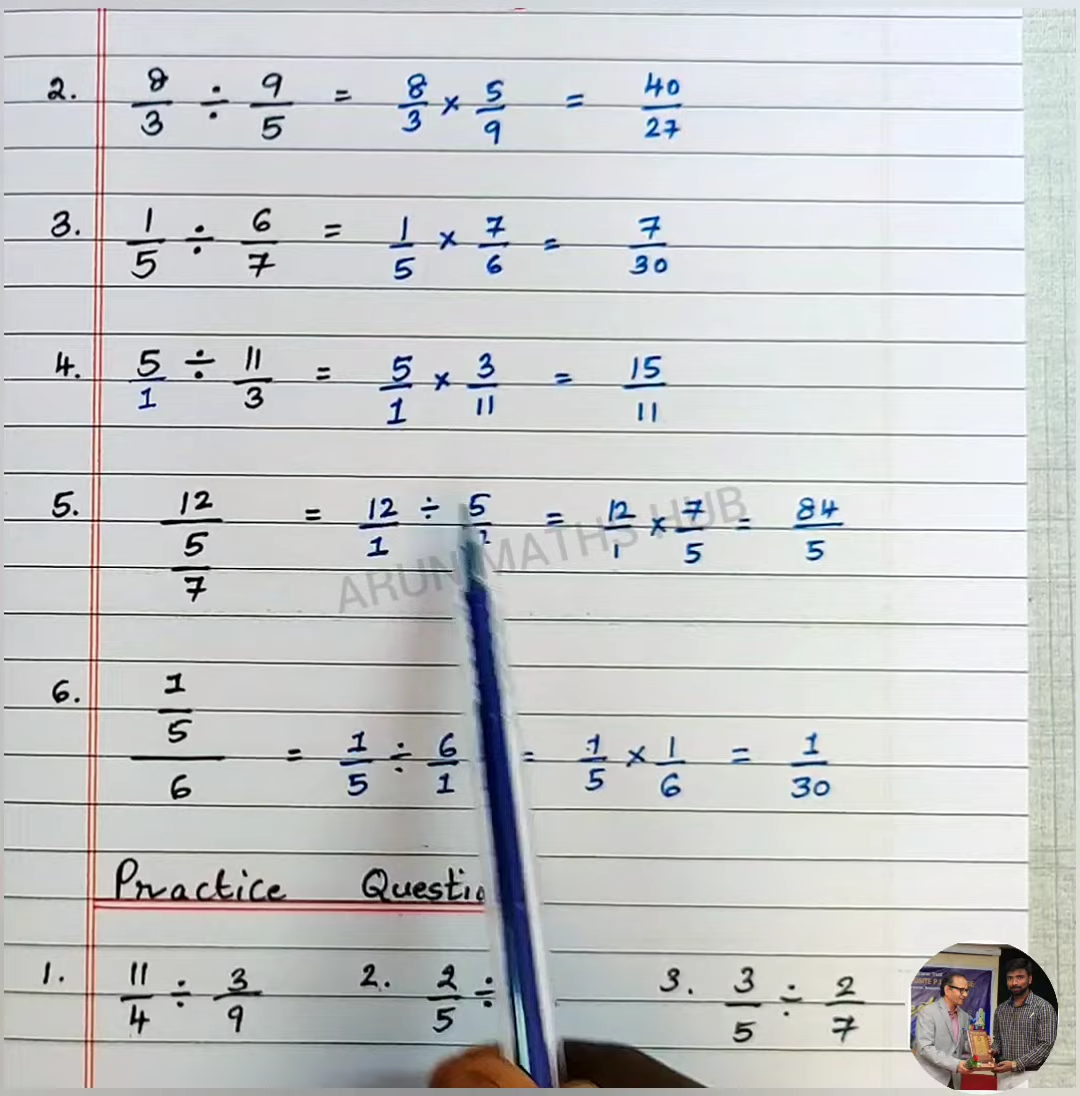 2. 8/3 ÷ 9/5 = 8/3 × 5/9 = 40/27
3. 1/5 ÷ 6/7 = 1/5 × 7/6 = 7/30
4. 5/1 ÷ 11/3 = 5/1 × 3/11 = 15/11
5. 12/(5/7) = 12/1 ÷ 5/ = 12/1 × 7/5 = 84/5
ARUN MATHS HUB
6. (1/5)/6 = 1/5 ÷ 6/1 = 1/5 × 1/6 = 1/30
Practice
1. 11/4 ÷ 3/9 2. 2/5 ÷ 3. 3/5 ÷ 2/7